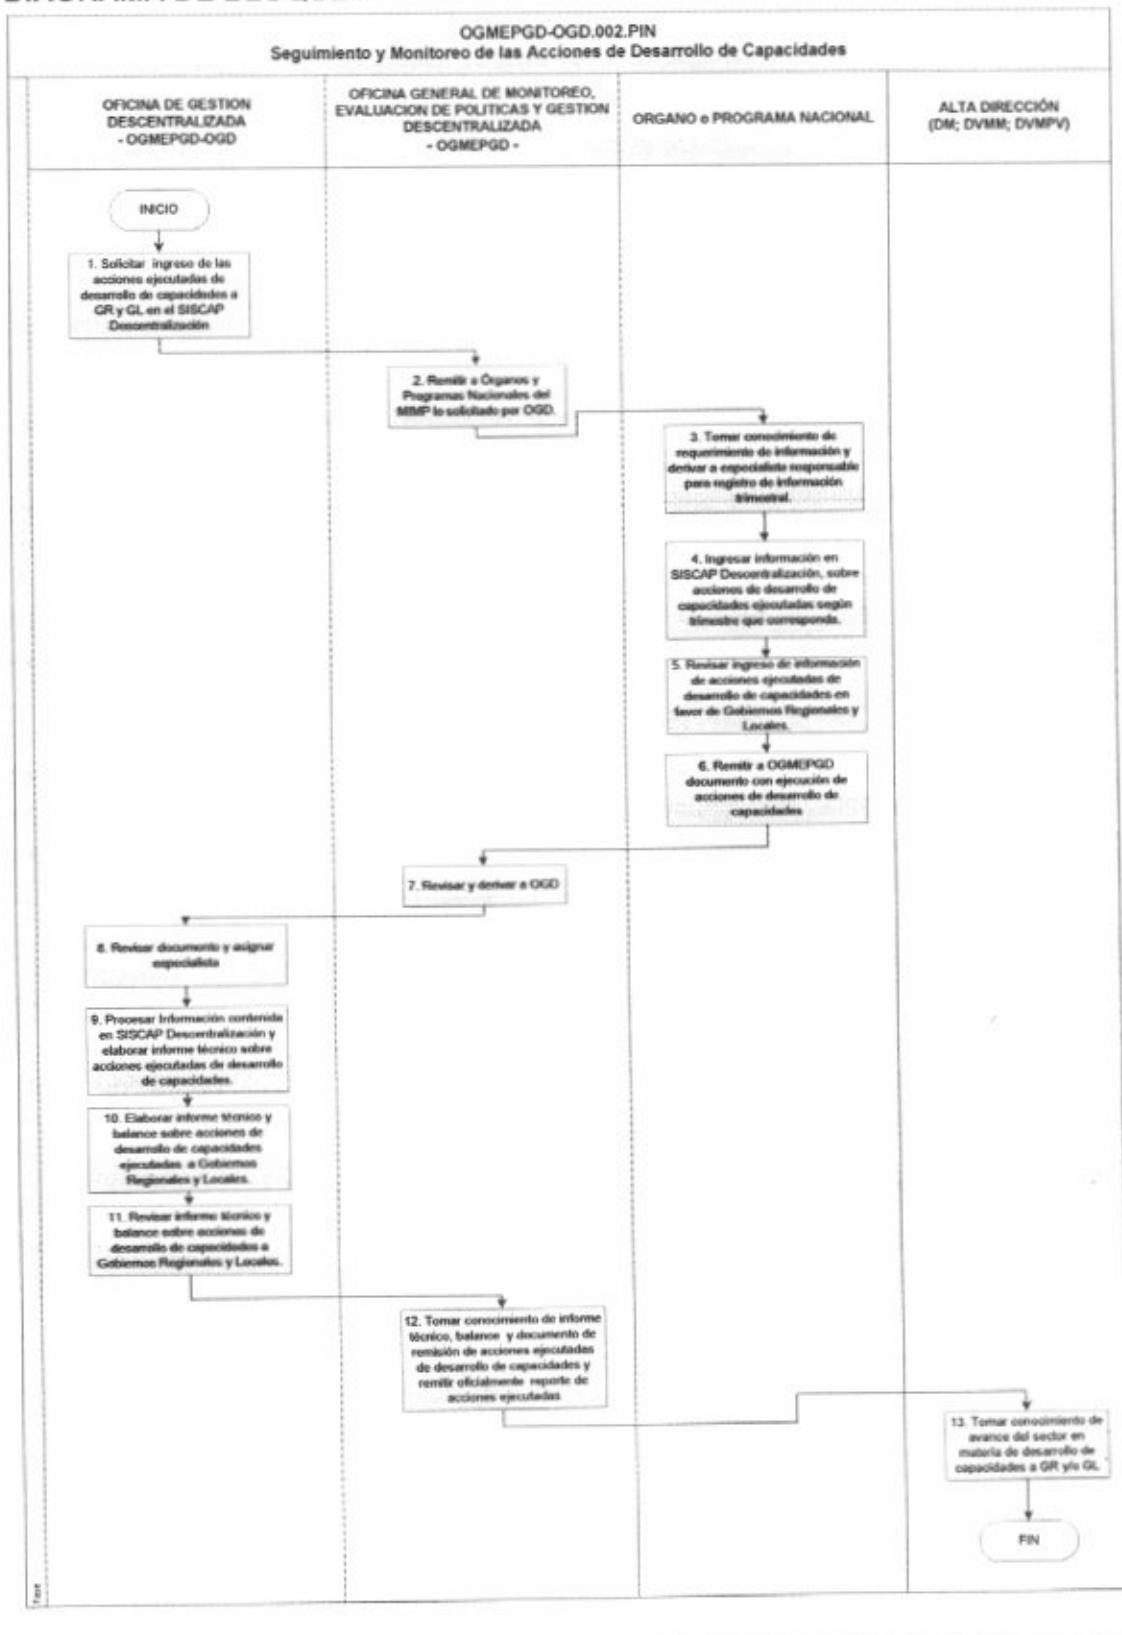 OGMEPGD-OGD.002.PIN
Seguimiento y Monitoreo de las Acciones de Desarrollo de Capacidades
OFICINA DE GESTION
DESCENTRALIZADA
- OGMEPGD-OGD
OFICINA GENERAL DE MONITOREO,
EVALUACION DE POLITICAS Y GESTION
DESCENTRALIZADA
- OGMEPGD -
ORGANO o PROGRAMA NACIONAL
ALTA DIRECCIÓN
(DM; DVMM; DVMPV)
INICIO
1. Solicitar ingreso de las
acciones ejecutadas de
desarrollo de capacidades a
GR y GL en el SISCAP
Descentralización
2. Remitir a Órganos y
Programas Nacionales del
MIMP lo solicitado por OGD.
3. Tomar conocimiento de
requerimiento de información y
derivar a especialista responsable
para registro de información
trimestral.
4. Ingresar información en
SISCAP Descentralización, sobre
acciones de desarrollo de
capacidades ejecutadas según
trimestre que corresponda.
5. Revisar ingreso de información
de acciones ejecutadas de
desarrollo de capacidades en
favor de Gobiernos Regionales y
Locales.
6. Remitir a OGMEPGD
documento con ejecución de
acciones de desarrollo de
capacidades
7. Revisar y derivar a OGD
8. Revisar documento y asignar
especialista
9. Procesar Información contenida
en SISCAP Descentralización y
elaborar informe técnico sobre
acciones ejecutadas de desarrollo
de capacidades.
10. Elaborar informe técnico y
balance sobre acciones de
desarrollo de capacidades
ejecutadas a Gobiernos
Regionales y Locales.
11. Revisar informe técnico y
balance sobre acciones de
desarrollo de capacidades a
Gobiernos Regionales y Locales.
12. Tomar conocimiento de informe
técnico, balance y documento de
remisión de acciones ejecutadas
de desarrollo de capacidades y
remitir oficialmente reporte de
acciones ejecutadas
13. Tomar conocimiento de
avance del sector en
materia de desarrollo de
capacidades a GR y/o GL
FIN